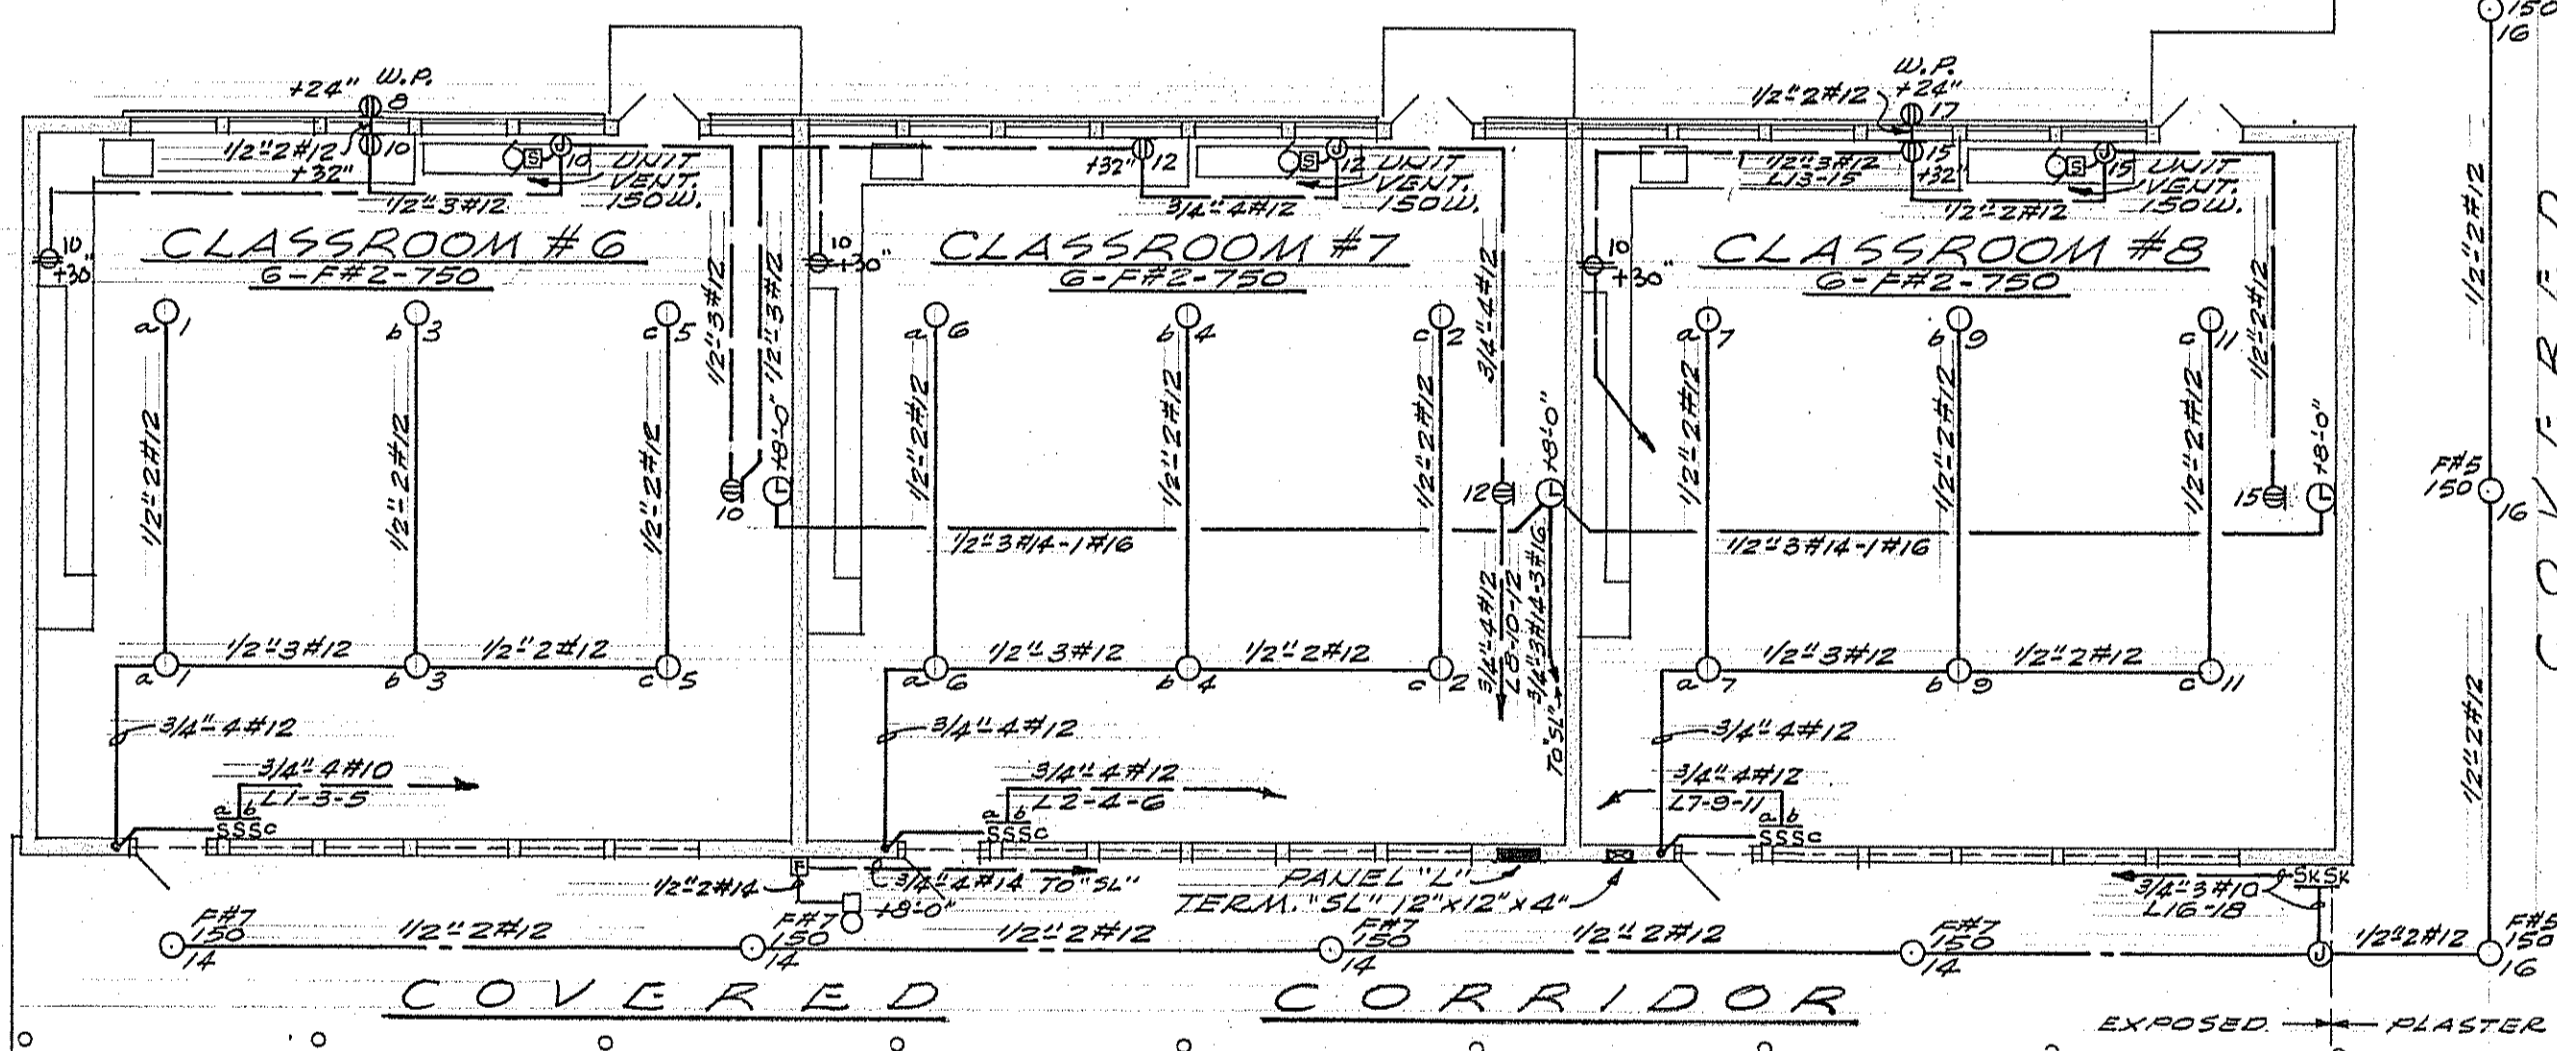 150
16
W.P.
+24"
8
1/2"-2#12
10
+32"
S
J
10
UNIT
VENT.
150W.
1/2"-3#12
10
+30"
CLASSROOM #6
6-F#2-750
1/2"-3#12
1/2"-3#12
a 1
b 3
c 5
1/2"-2#12
1/2"-2#12
1/2"-2#12
10
L
+8'-0"
a 1
1/2"-3#12
b 3
1/2"-2#12
c 5
3/4"-4#12
3/4"-4#10
L1-3-5
a b
SSSc
10
+30"
+32"
12
S
J
12
UNIT
VENT.
150W.
3/4"-4#12
CLASSROOM #7
6-F#2-750
3/4"-4#12
a 6
b 4
c 2
1/2"-2#12
1/2"-2#12
1/2"-2#12
12
L
+8'-0"
1/2"-3#14-1#16
3/4"-4#12
L8-10-12
3/4"-3#14-3#16
TO "SL"
a 6
1/2"-3#12
b 4
1/2"-2#12
c 2
3/4"-4#12
3/4"-4#12
L2-4-6
a b
SSSc
W.P.
+24"
17
1/2"-2#12
1/2"-3#12
L13-15
15
+32"
S
J
15
UNIT
VENT.
150W.
1/2"-2#12
10
+30"
CLASSROOM #8
6-F#2-750
1/2"-2#12
a 7
b 9
c 11
1/2"-2#12
1/2"-2#12
1/2"-2#12
15
L
+8'-0"
1/2"-3#14-1#16
a 7
1/2"-3#12
b 9
1/2"-2#12
c 11
3/4"-4#12
3/4"-4#12
L7-9-11
a b
SSSc
1/2"-2#12
F#5
150
16
1/2"-2#12
COVERED
F
1/2"-2#14
3/4"-4#14 TO "SL"
+8'-0"
PANEL "L"
TERM. "SL" 12"x12"x4"
3/4"-3#10
L16-18
SKSK
F#7
150
14
1/2"-2#12
F#7
150
14
1/2"-2#12
F#7
150
14
1/2"-2#12
F#7
150
14
J
1/2"-2#12
F#5
150
16
COVERED CORRIDOR
EXPOSED PLASTER